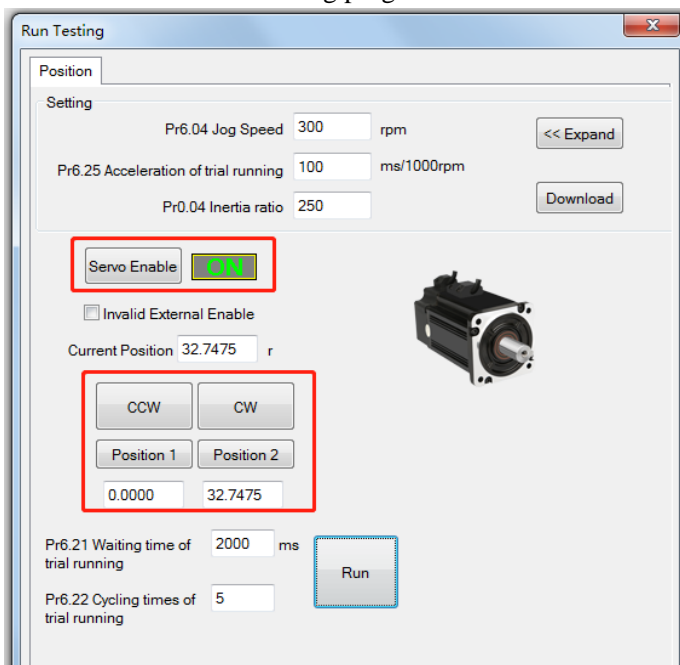 Run Testing
Position
Setting
Pr6.04 Jog Speed 300 rpm
<< Expand
Pr6.25 Acceleration of trial running 100 ms/1000rpm
Pr0.04 Inertia ratio 250
Download
Servo Enable ON
Invalid External Enable
Current Position 32.7475 r
CCW CW
Position 1 Position 2
0.0000 32.7475
Pr6.21 Waiting time of 2000 ms
trial running
Run
Pr6.22 Cycling times of 5
trial running